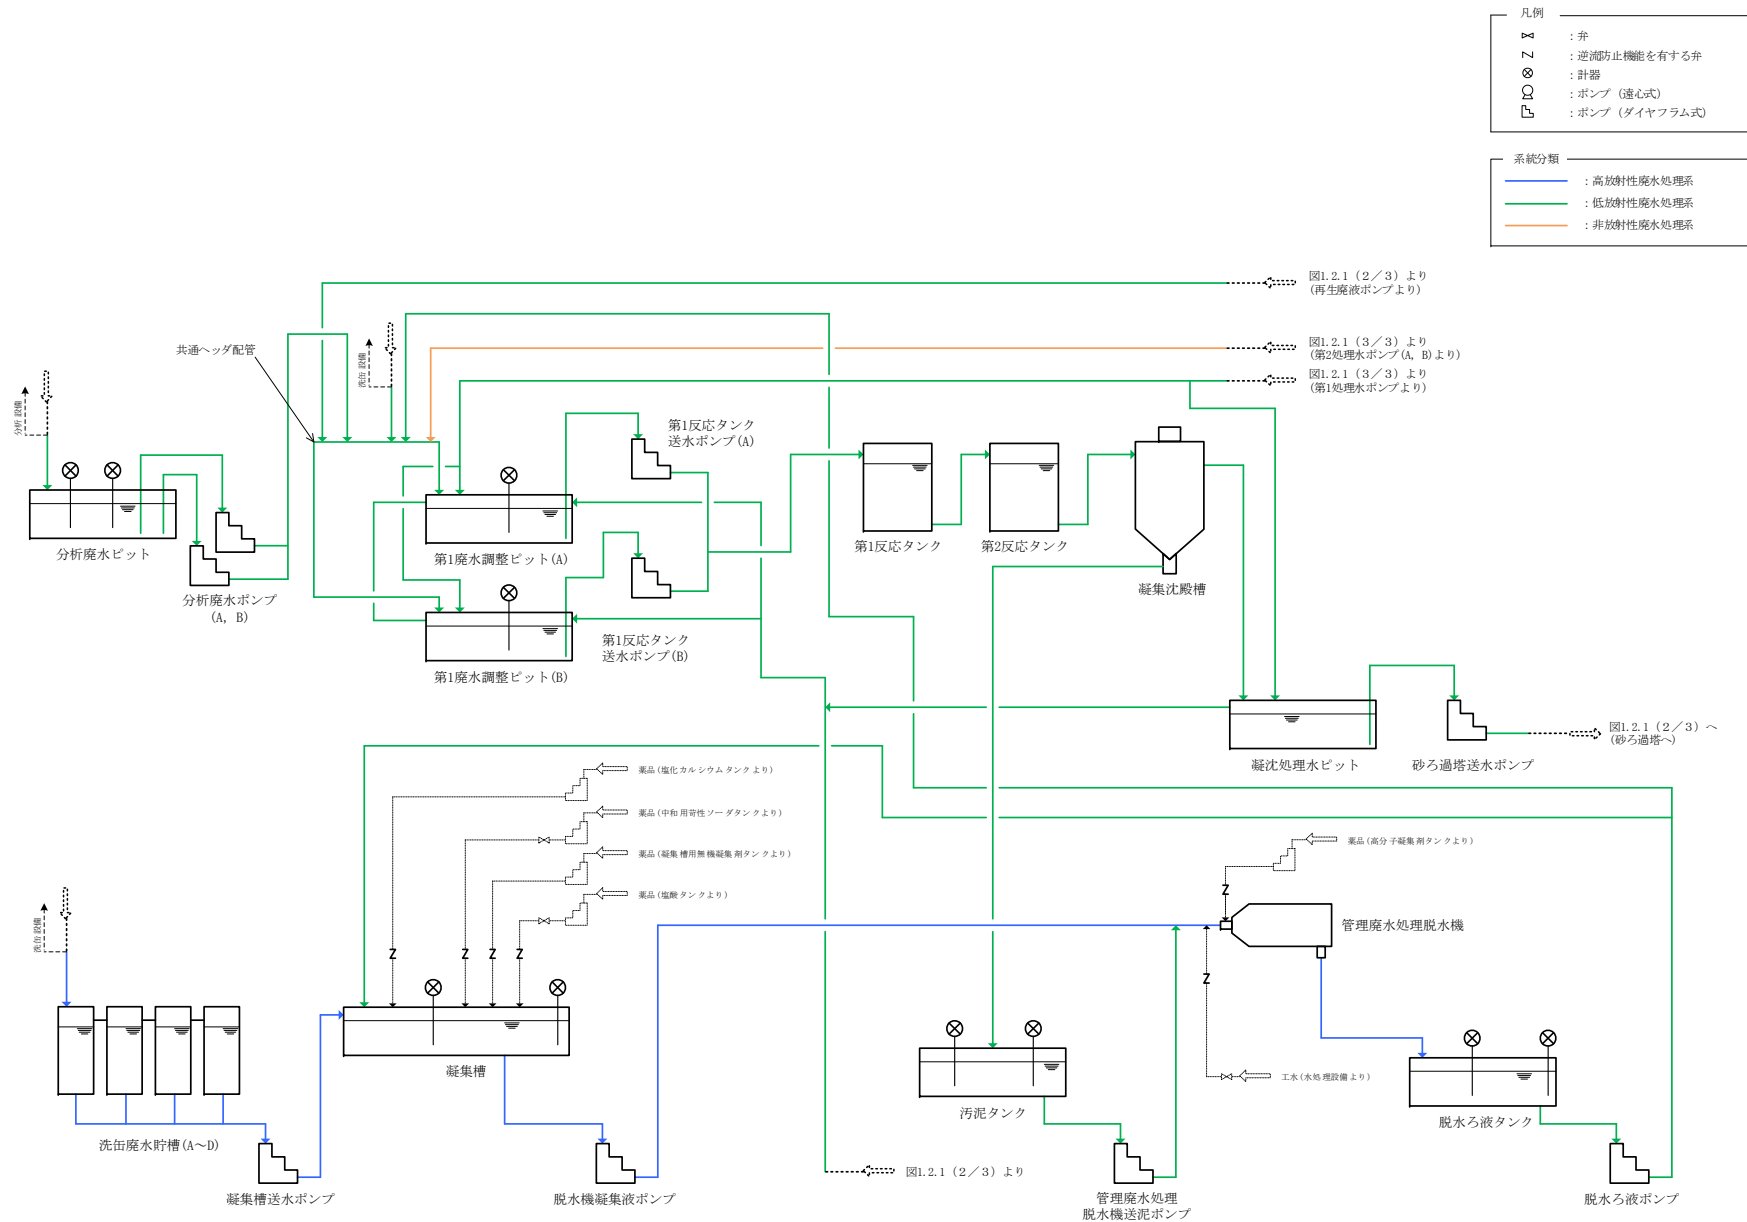 凡例
：弁
：逆流防止機能を有する弁
：計器
：ポンプ（遠心式）
：ポンプ（ダイヤフラム式）
系統分類
：高放射性廃水処理系
：低放射性廃水処理系
：非放射性廃水処理系
図1.2.1（２／３）より
(再生廃液ポンプより)
図1.2.1（３／３）より
(第2処理水ポンプ(A, B)より)
図1.2.1（３／３）より
(第1処理水ポンプより)
共通ヘッダ配管
洗缶設備
分析設備
第1反応タンク
送水ポンプ(A)
分析廃水ピット
第1廃水調整ピット(A)
第1反応タンク
第2反応タンク
凝集沈殿槽
分析廃水ポンプ
(A, B)
第1反応タンク
送水ポンプ(B)
第1廃水調整ピット(B)
図1.2.1（２／３）へ
(砂ろ過塔へ)
凝沈処理水ピット
砂ろ過塔送水ポンプ
薬品(塩化カルシウムタンクより)
薬品(中和用苛性ソーダタンクより)
薬品(凝集槽用無機凝集剤タンクより)
薬品(塩酸タンクより)
薬品(高分子凝集剤タンクより)
管理廃水処理脱水機
洗缶設備
凝集槽
工水(水処理設備より)
汚泥タンク
脱水ろ液タンク
洗缶廃水貯槽(A～D)
図1.2.1（２／３）より
凝集槽送水ポンプ
脱水機凝集液ポンプ
管理廃水処理
脱水機送泥ポンプ
脱水ろ液ポンプ